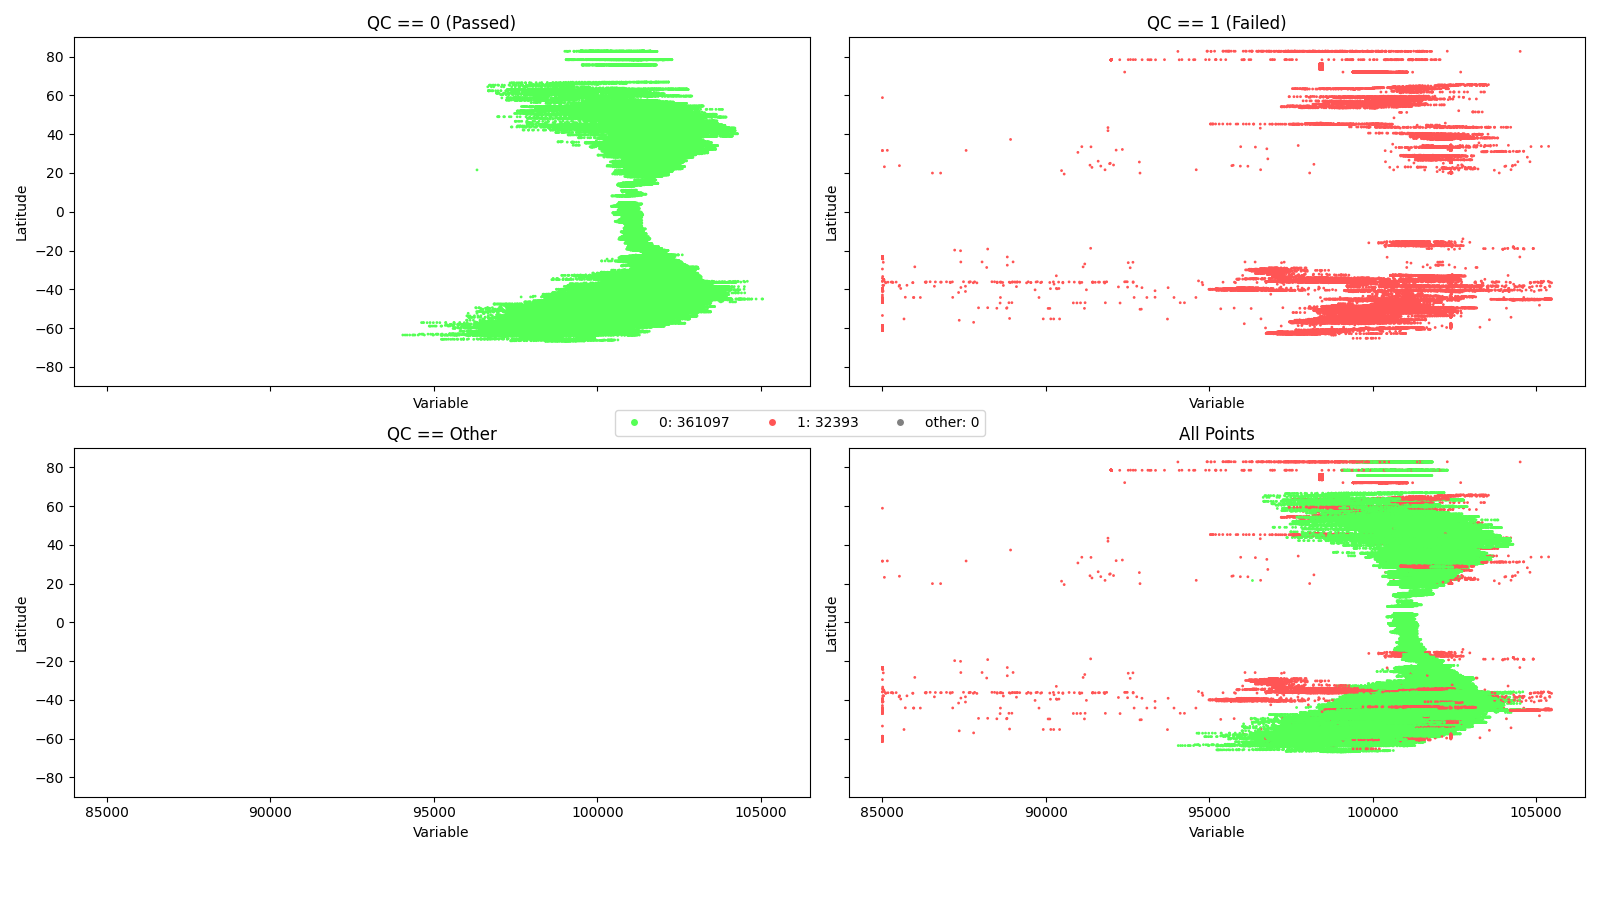 QC == 0 (Passed)
80
60
40
20
0
−20
−40
−60
−80
Latitude
Variable
QC == 1 (Failed)
Latitude
Variable
0: 361097
1: 32393
other: 0
QC == Other
80
60
40
20
0
−20
−40
−60
−80
Latitude
85000
90000
95000
100000
105000
Variable
All Points
Latitude
85000
90000
95000
100000
105000
Variable